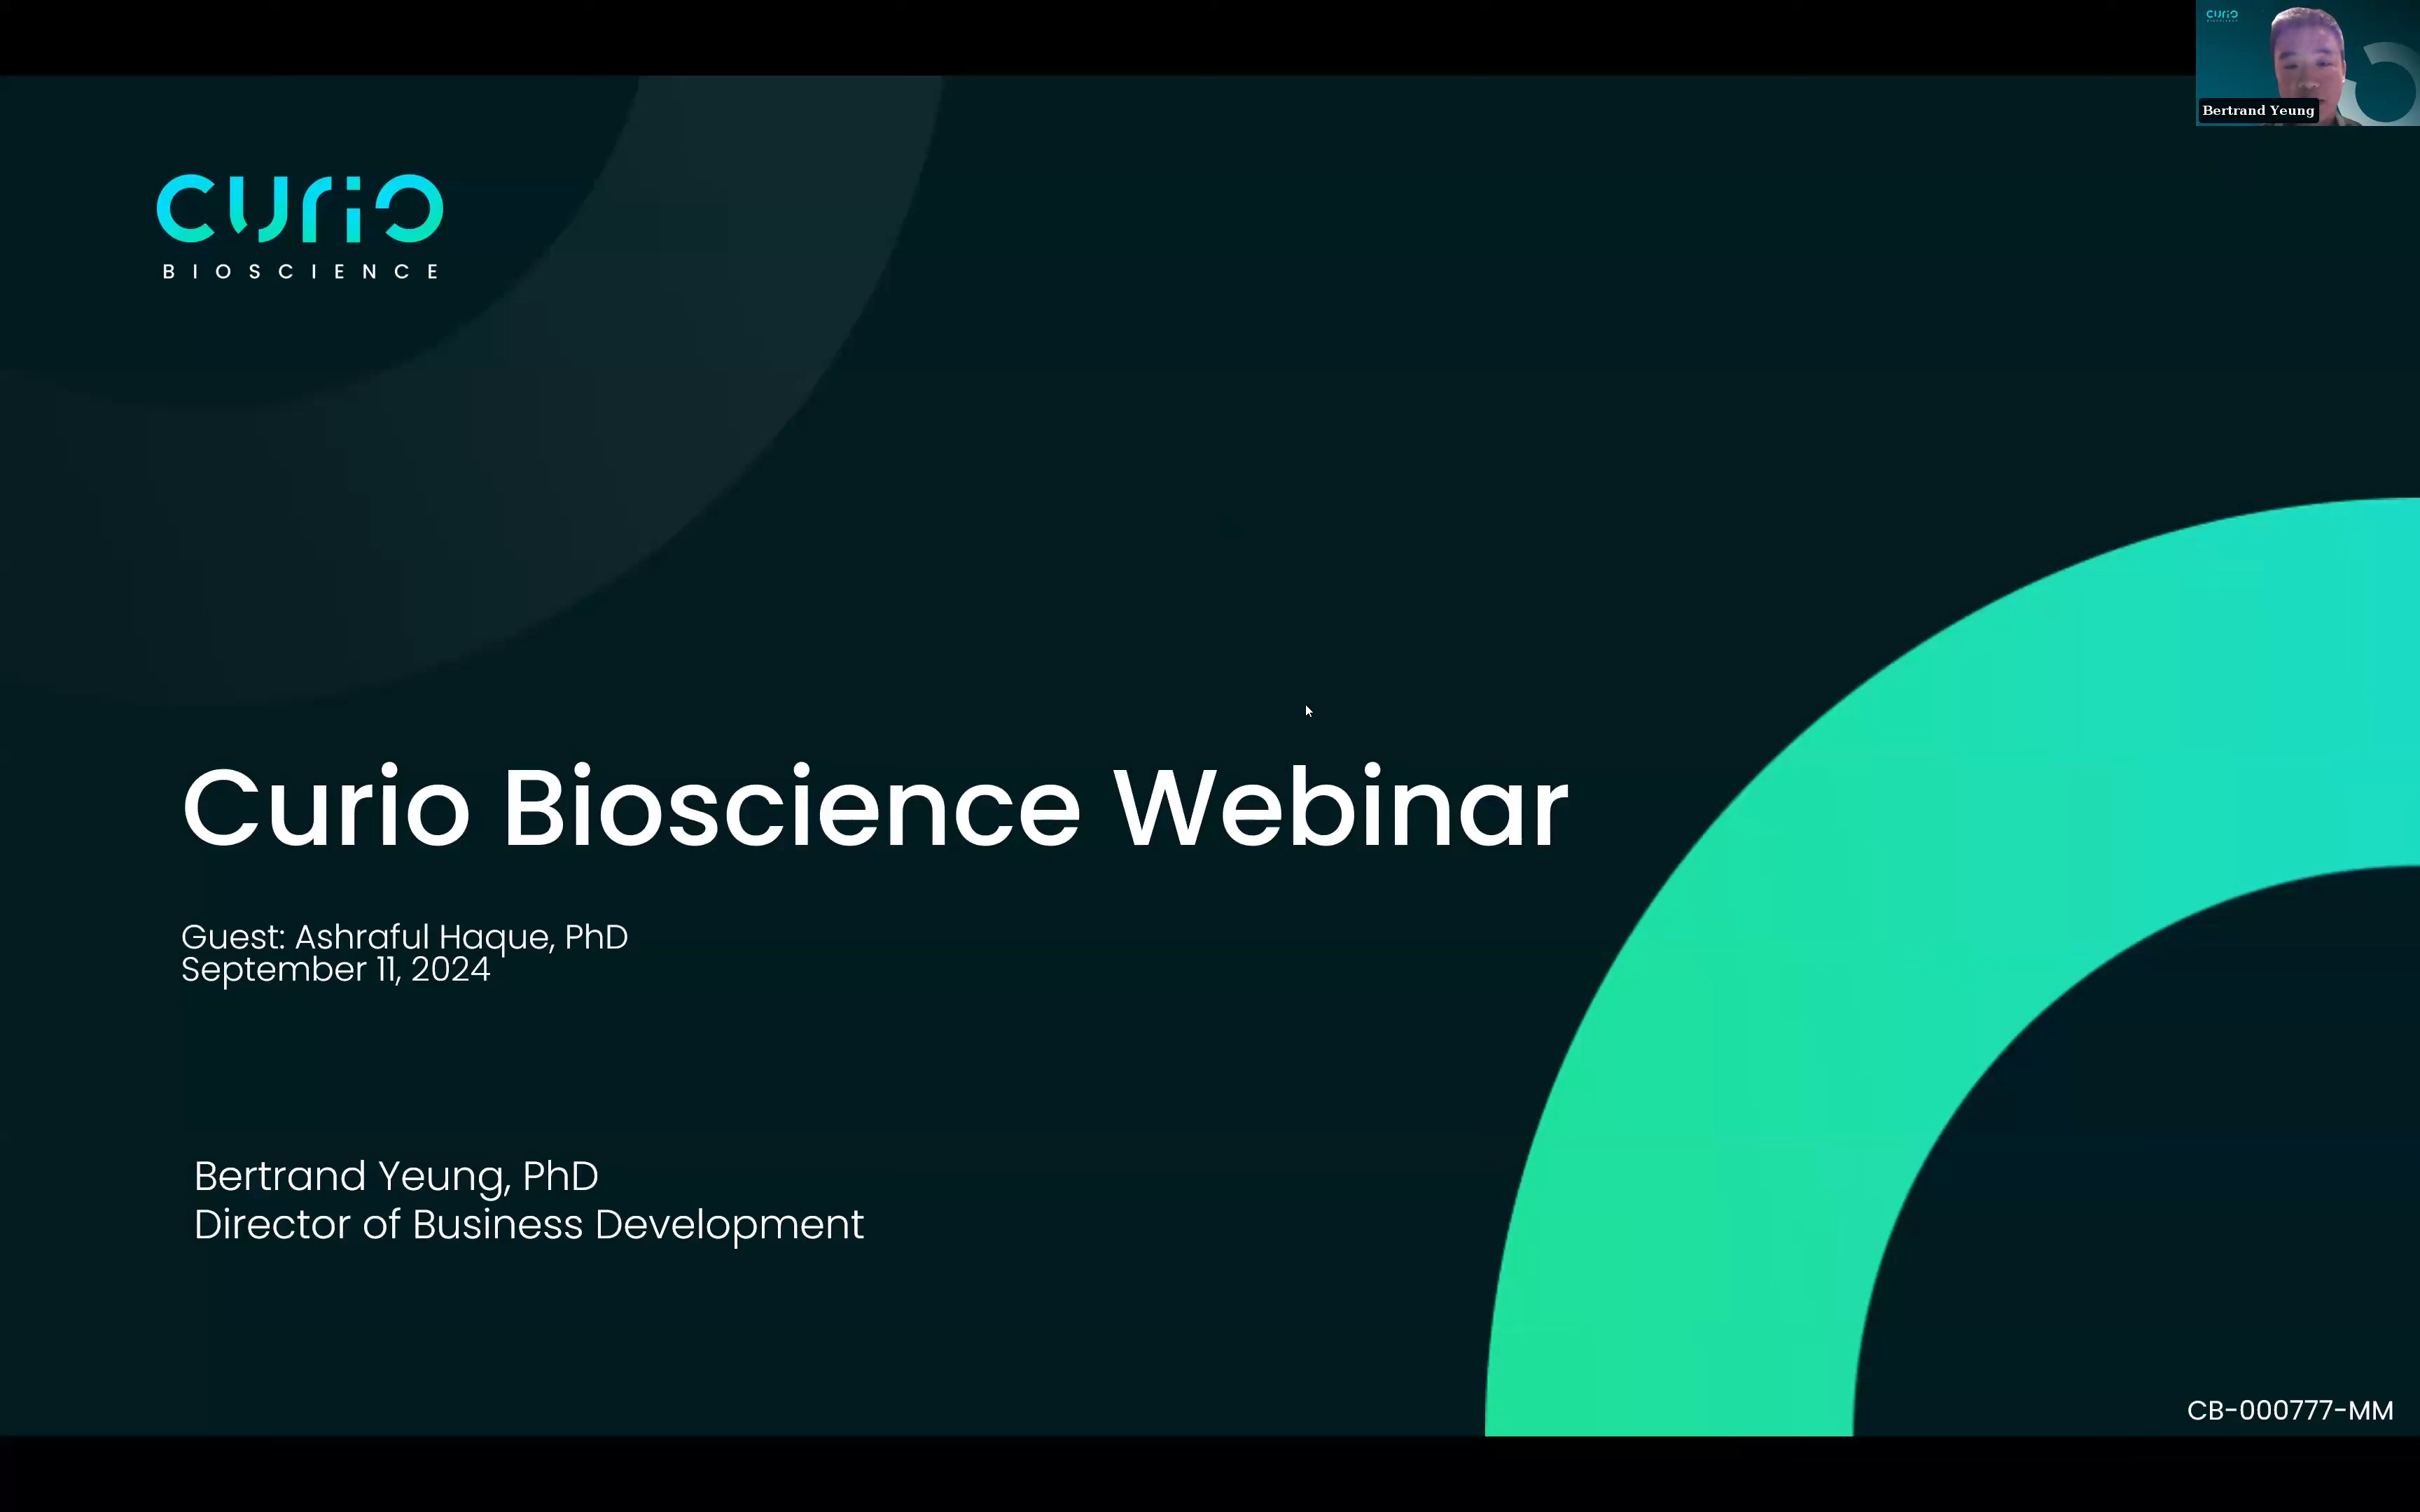 curio
BIOSCIENCE
curio
Bertrand Yeung
Curio Bioscience Webinar
Guest: Ashraful Haque, PhD
September 11, 2024
Bertrand Yeung, PhD
Director of Business Development
CB-000777-MM